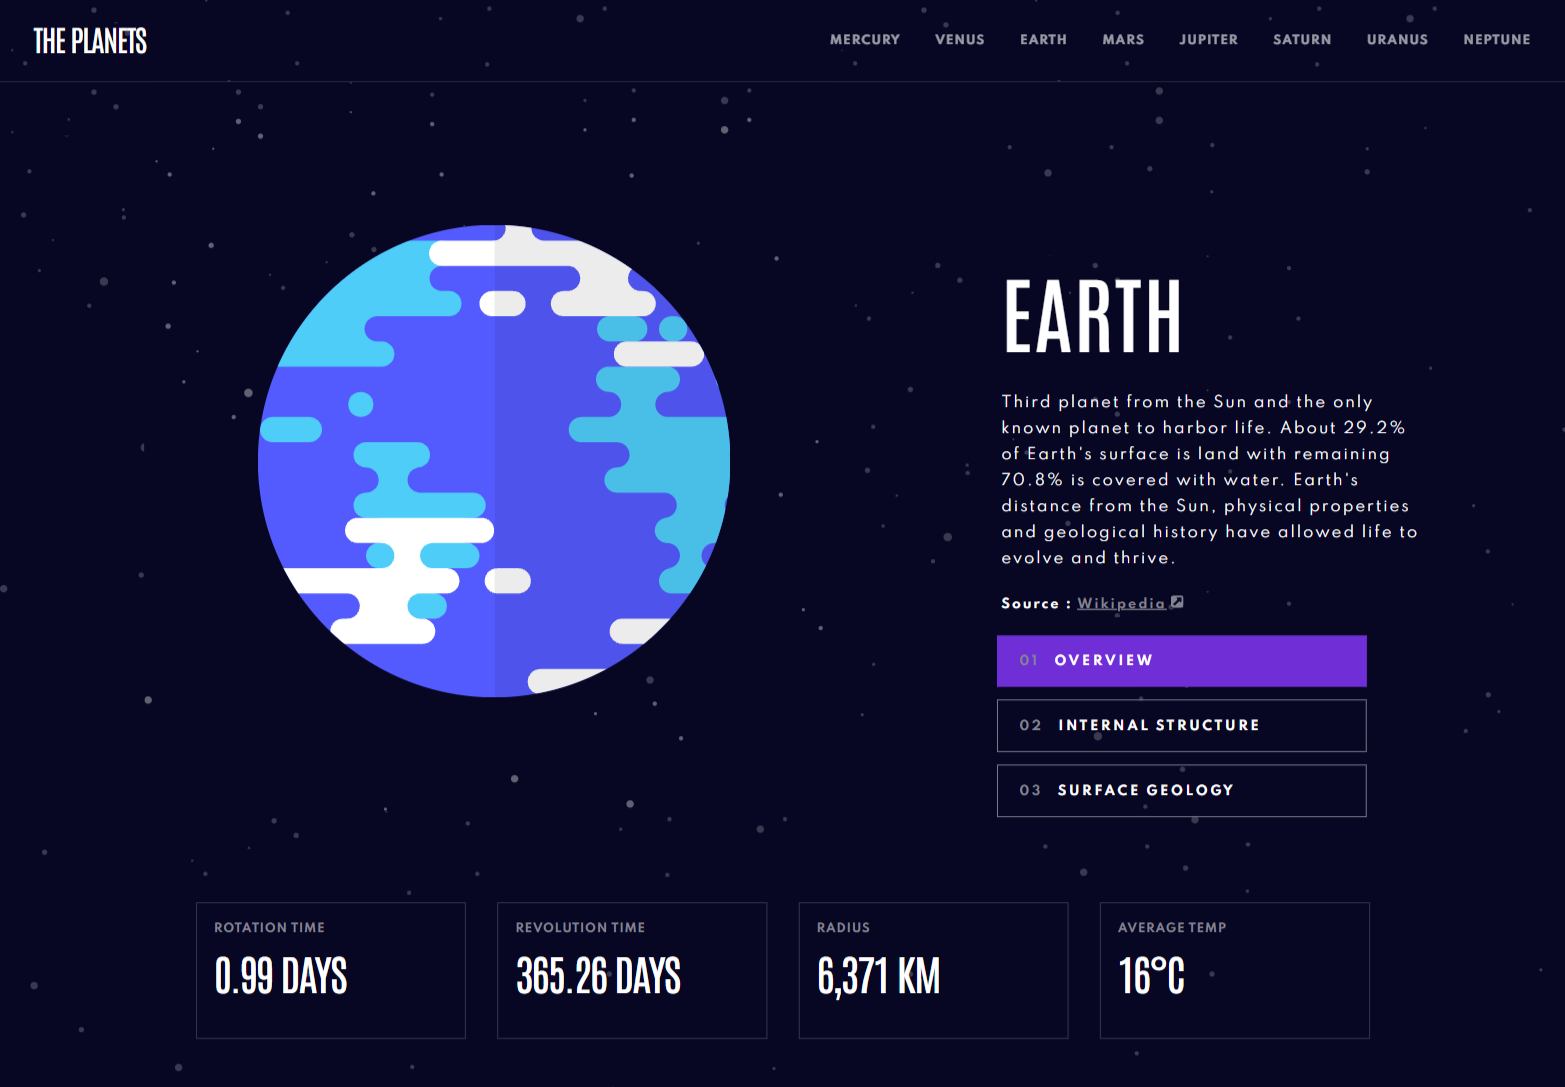 THE PLANETS
MERCURY VENUS EARTH MARS JUPITER SATURN URANUS NEPTUNE
EARTH
Third planet from the Sun and the only
known planet to harbor life. About 29.2%
of Earth's surface is land with remaining
70.8% is covered with water. Earth's
distance from the Sun, physical properties
and geological history have allowed life to
evolve and thrive.
Source : Wikipedia
01 OVERVIEW
02 INTERNAL STRUCTURE
03 SURFACE GEOLOGY
ROTATION TIME
0.99 DAYS
REVOLUTION TIME
365.26 DAYS
RADIUS
6,371 KM
AVERAGE TEMP
16°C